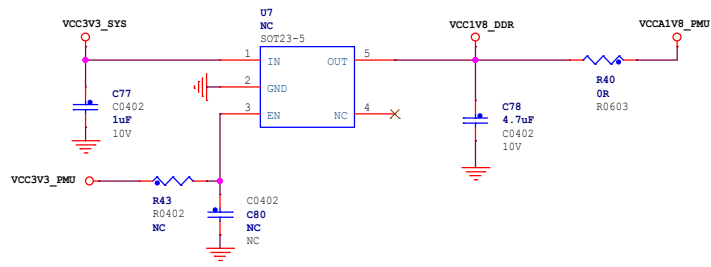 VCC3V3_SYS
U7
NC
SOT23-5
VCC1V8_DDR
VCCA1V8_PMU
1
IN
OUT
5
2
GND
R40
0R
R0603
C77
C0402
1uF
10V
3
EN
NC
4
C78
4.7uF
C0402
10V
VCC3V3_PMU
R43
R0402
NC
C0402
C80
NC
NC